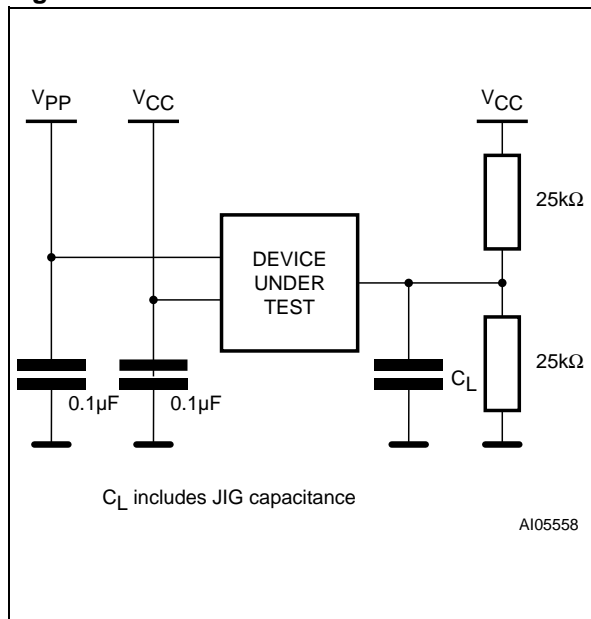 VPP
VCC
VCC
25kΩ
DEVICE
UNDER
TEST
25kΩ
CL
0.1µF
0.1µF
CL includes JIG capacitance
AI05558